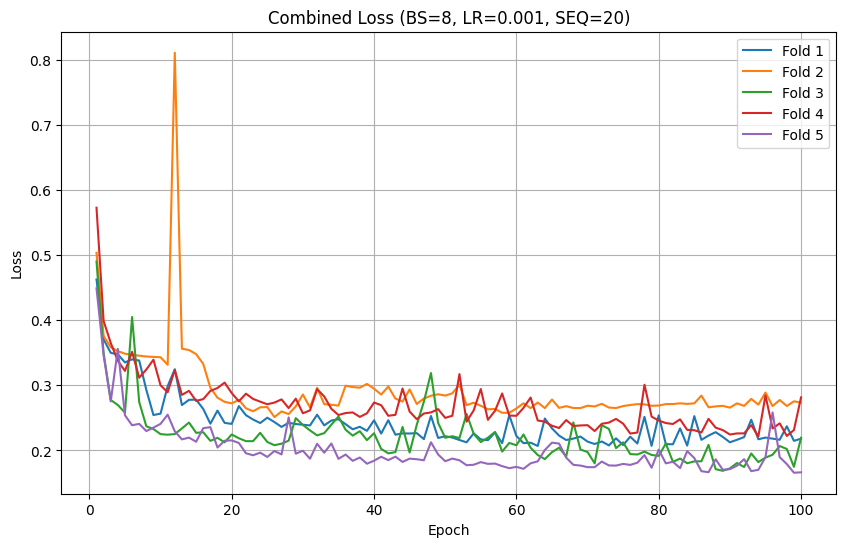 Combined Loss (BS=8, LR=0.001, SEQ=20)
Fold 1
Fold 2
Fold 3
Fold 4
Fold 5
Loss
0.8
0.7
0.6
0.5
0.4
0.3
0.2
0 20 40 60 80 100
Epoch